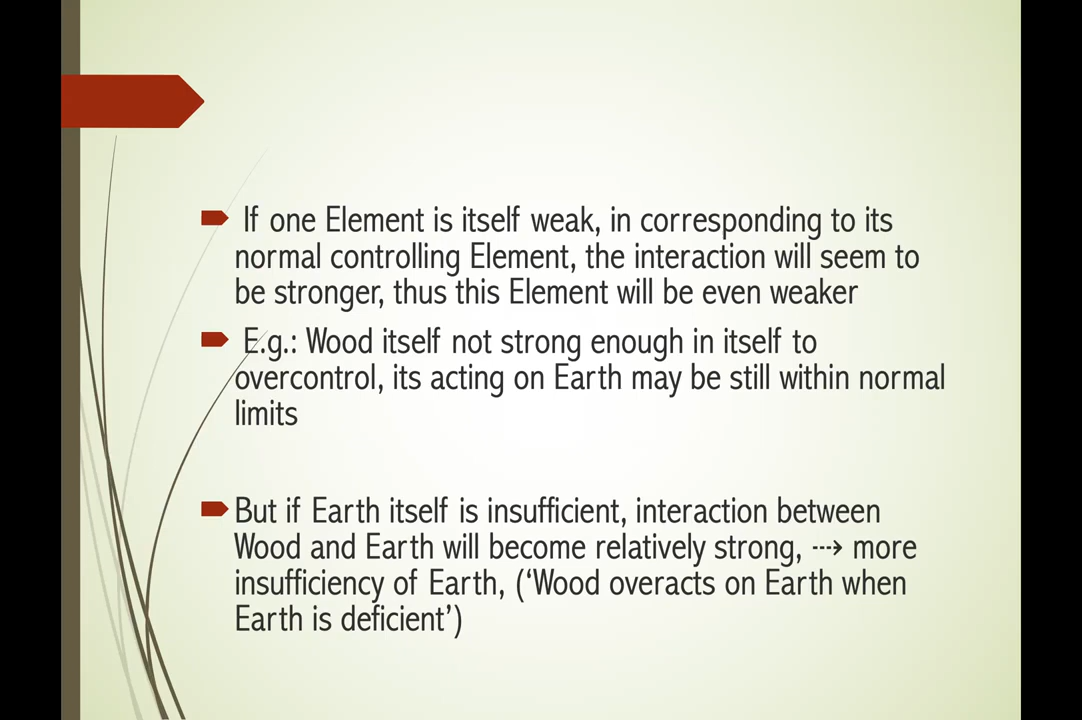 If one Element is itself weak, in corresponding to its
normal controlling Element, the interaction will seem to
be stronger, thus this Element will be even weaker
E.g.: Wood itself not strong enough in itself to
overcontrol, its acting on Earth may be still within normal
limits
But if Earth itself is insufficient, interaction between
Wood and Earth will become relatively strong, ⇢ more
insufficiency of Earth, (‘Wood overacts on Earth when
Earth is deficient’)